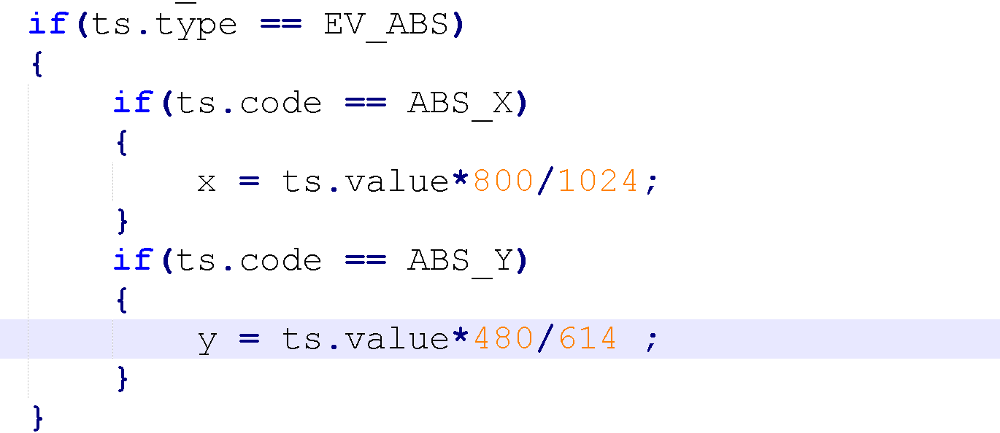 if(ts.type == EV_ABS)
{
if(ts.code == ABS_X)
{
x = ts.value*800/1024;
}
if(ts.code == ABS_Y)
{
y = ts.value*480/614 ;
}
}